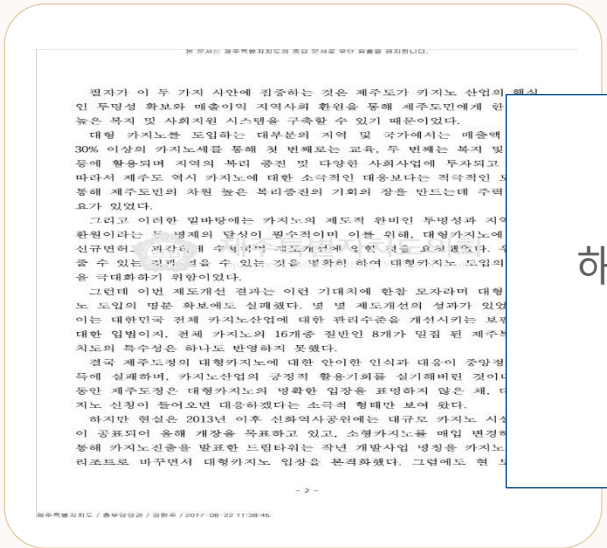 본 문서는 제주특별자치도의 중요 문서로 무단 유출을 금지합니다.
필자가 이 두 가지 사안에 집중하는 것은 제주도가 카지노 산업의 핵심
인 투명성 확보와 매출이익 지역사회 환원을 통해 제주도민에게 한
높은 복지 및 사회지원 시스템을 구축할 수 있기 때문이었다.
대형 카지노를 도입하는 대부분의 지역 및 국가에서는 매출액
30% 이상의 카지노세를 통해 첫 번째로는 교육, 두 번째는 복지 및
등에 활용되며 지역의 복리 증진 및 다양한 사회사업에 투자되고
따라서 제주도 역시 카지노에 대한 소극적인 대응보다는 적극적인
통해 제주도민의 차원 높은 복리증진의 기회의 장을 만드는데 주력
요가 있었다.
그리고 이러한 밑바탕에는 카지노의 제도적 완비인 투명성과 지역
환원이라는 두 명제의 달성이 필수적이며 이를 위해, 대형카지노에
신규면허 과감하게 수용하며 제도개선에 임할 것을 요청했었다.
줄 수 있는 것과 얻을 수 있는 것을 명확히 하여 대형카지노 도입의
을 극대화하기 위함이었다.
그런데 이번 제도개선 결과는 이런 기대치에 한참 모자라며 대형
노 도입의 명분 확보에도 실패했다. 몇 몇 제도개선의 성과가 있었
이는 대한민국 전체 카지노산업에 대한 관리수준을 개선시키는 보편
대한 입법이지, 전체 카지노의 16개중 절반인 8개가 밀집 된 제주특
치도의 특수성은 하나도 반영하지 못했다.
결국 제주도정의 대형카지노에 대한 안이한 인식과 대응이 중앙정
득에 실패하며, 카지노산업의 긍정적 활용기회를 실기해버린 것이다
동안 제주도정은 대형카지노의 명확한 입장을 표명하지 않은 채,
지노 신청이 들어오면 대응하겠다는 소극적 형태만 보여 왔다.
하지만 현실은 2013년 이후 신화역사공원에는 대규모 카지노 시설
이 공표되어 올해 개장을 목표하고 있고, 소형카지노를 매입 변경
통해 카지노진출을 발표한 드림타워는 작년 개발사업 명칭을 카지노
리조트로 바꾸면서 대형카지노 입장을 본격화했다. 그럼에도 현
- 2 -
제주특별자치도 / 총무담당관 / 강현주 / 2017-08-22 11:38:45